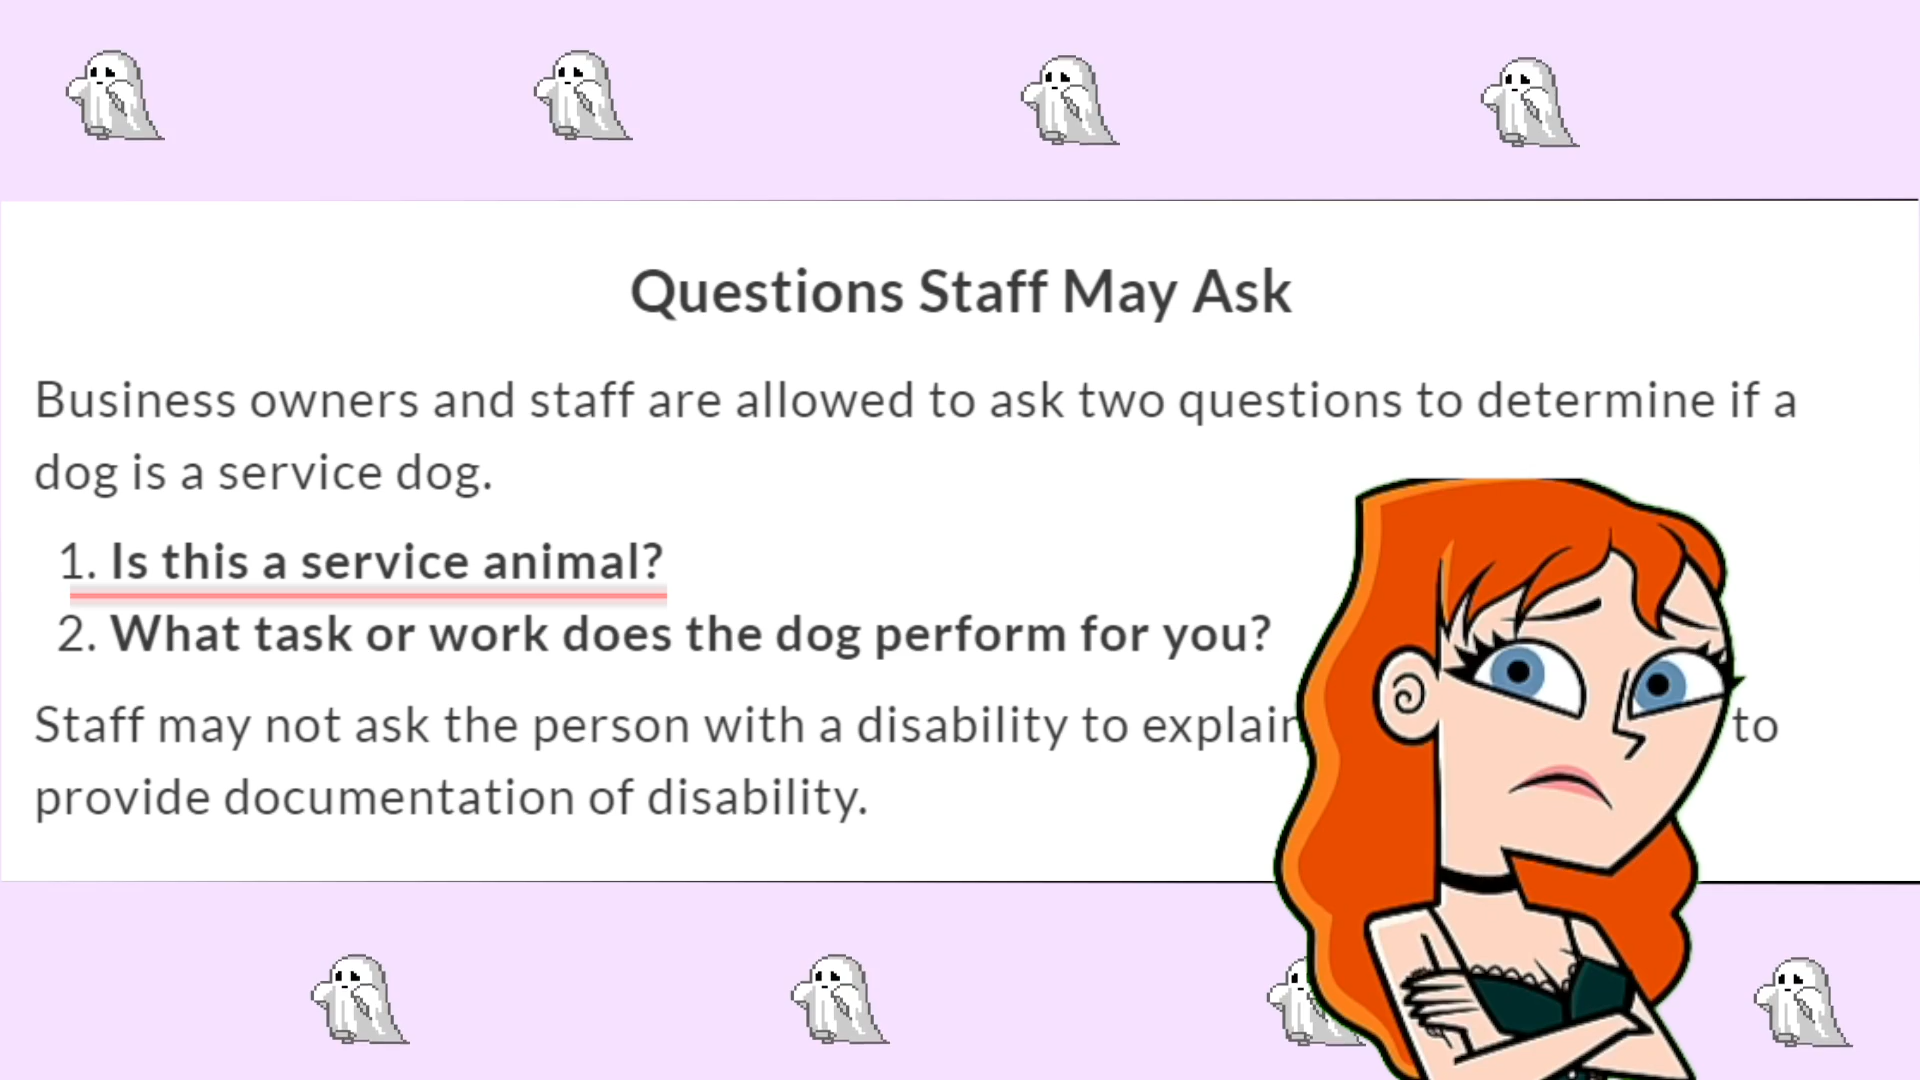 Questions Staff May Ask
Business owners and staff are allowed to ask two questions to determine if a
dog is a service dog.
1. Is this a service animal?
2. What task or work does the dog perform for you?
Staff may not ask the person with a disability to explain to
provide documentation of disability.